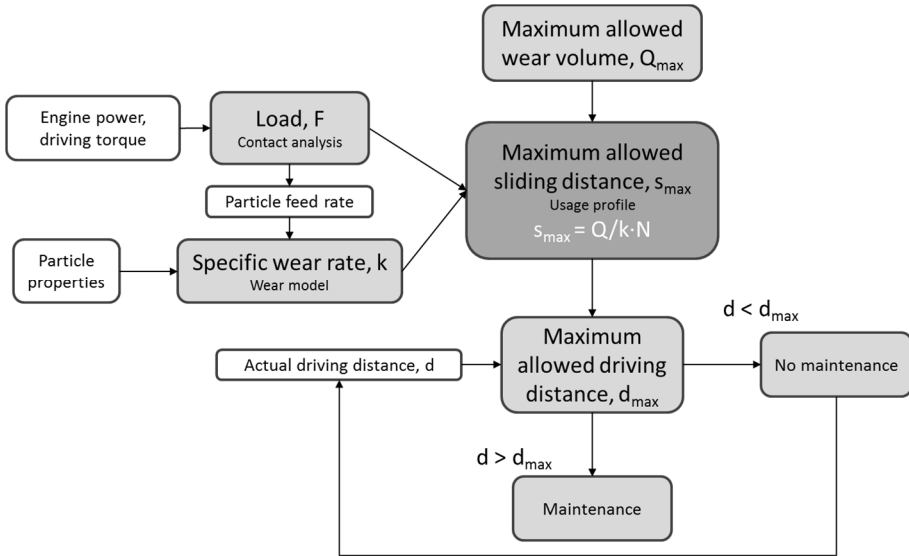 Maximum allowed
wear volume, Qmax
Engine power,
driving torque
Load, F
Contact analysis
Maximum allowed
sliding distance, smax
Usage profile
smax = Q/k·N
Particle feed rate
Particle
properties
Specific wear rate, k
Wear model
d < dmax
Actual driving distance, d
Maximum
allowed driving
distance, dmax
No maintenance
d > dmax
Maintenance